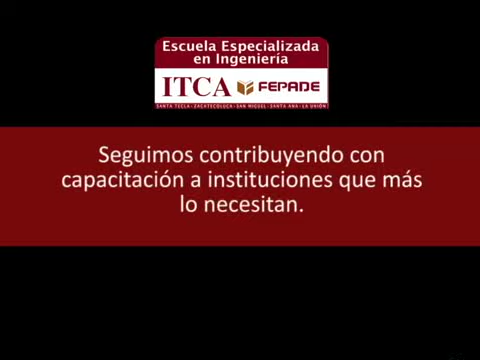 Escuela Especializada
en Ingeniería
ITCA FEPADE
SANTA TECLA • ZACATECOLUCA • SAN MIGUEL • SANTA ANA • LA UNIÓN
Seguimos contribuyendo con
capacitación a instituciones que más
lo necesitan.